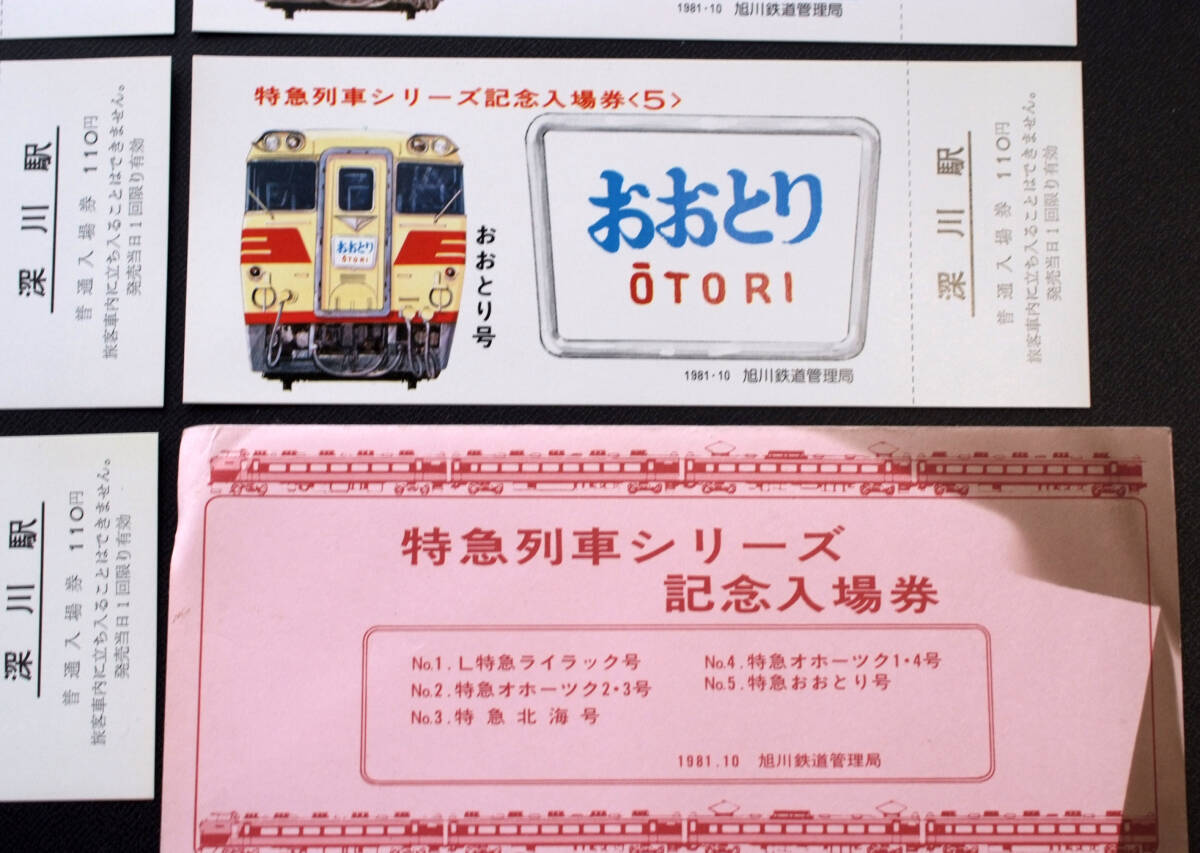 1981・10 旭川鉄道管理局
深川駅
普通入場券 110円
旅客車内に立ち入ることはできません。
発売当日1回限り有効
特急列車シリーズ記念入場券〈5〉
おおとり
ŌTORI
おおとり号
おおとり
ŌTORI
1981・10 旭川鉄道管理局
深川駅
普通入場券 110円
旅客車内に立ち入ることはできません。
発売当日1回限り有効
深川駅
普通入場券 110円
旅客車内に立ち入ることはできません。
発売当日1回限り有効
特急列車シリーズ
記念入場券
No.1. L特急ライラック号
No.2. 特急オホーツク2・3号
No.3. 特急北海号
No.4. 特急オホーツク1・4号
No.5. 特急おおとり号
1981.10 旭川鉄道管理局